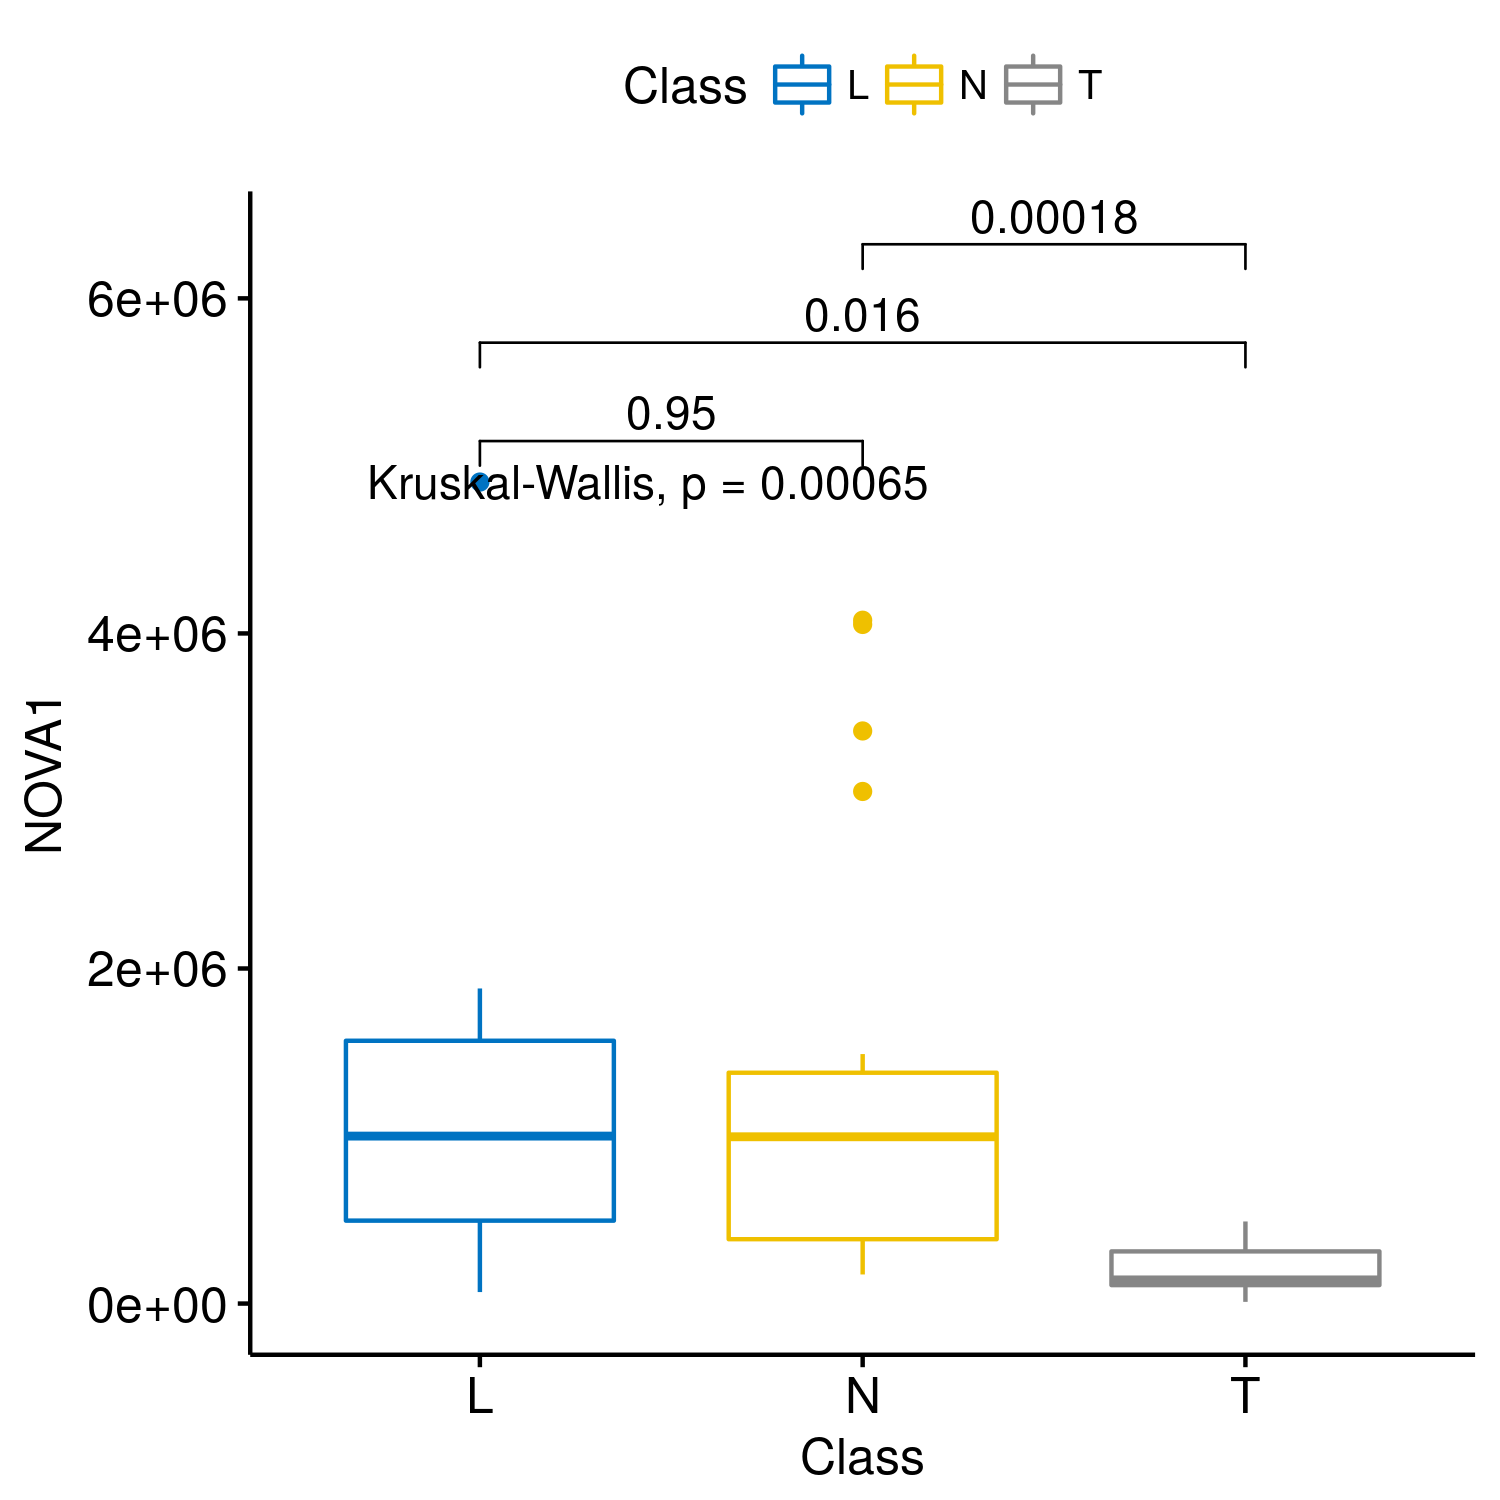 Class L N T
0.00018
6e+06
0.016
0.95
Kruskal-Wallis, p = 0.00065
4e+06
NOVA1
2e+06
0e+00
L N T
Class